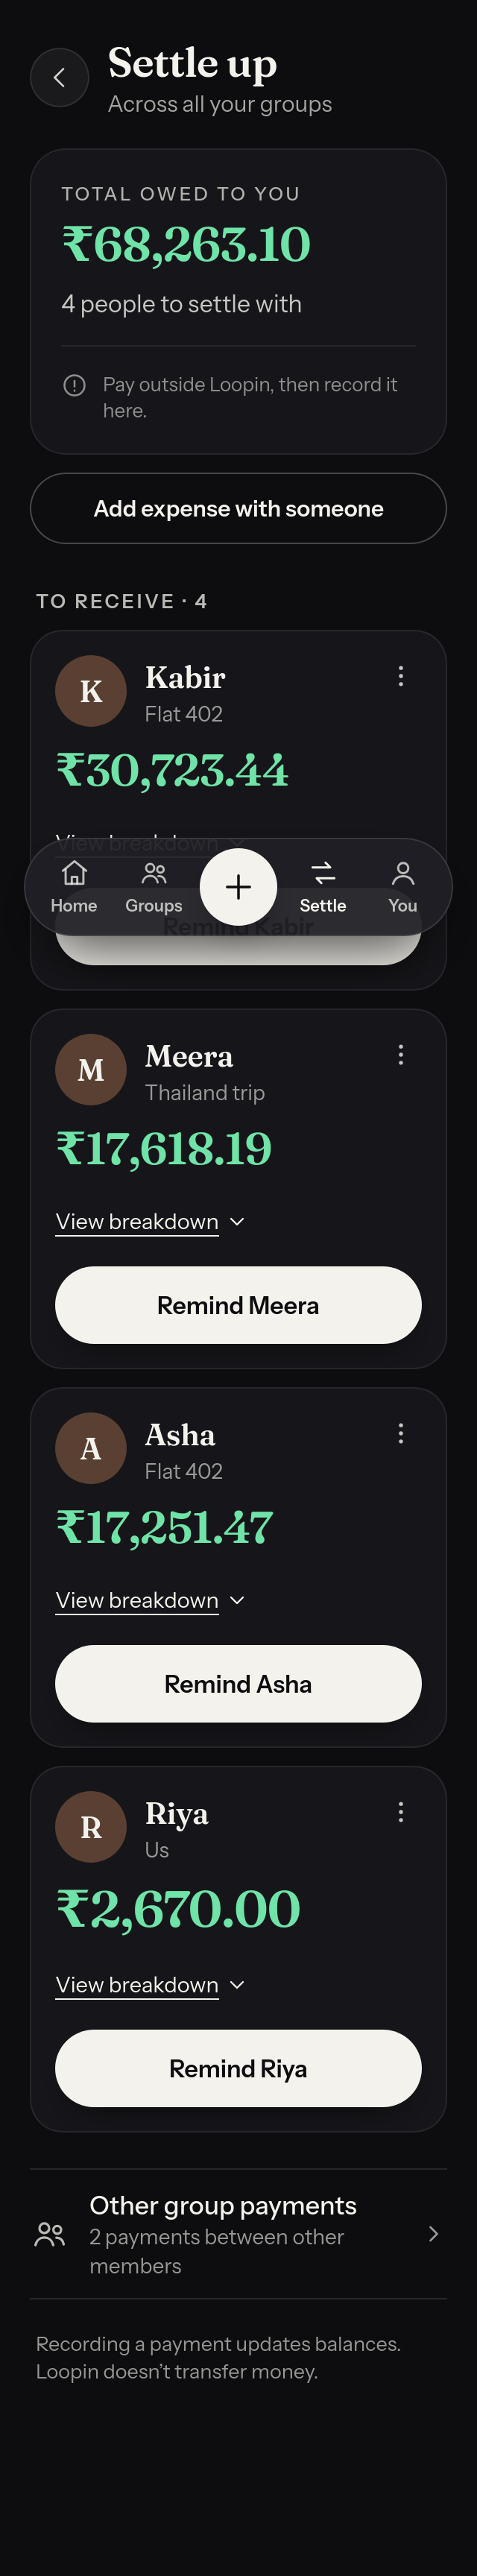 Settle up
Across all your groups
TOTAL OWED TO YOU
₹68,263.10
4 people to settle with
Pay outside Loopin, then record it
here.
Add expense with someone
TO RECEIVE · 4
K
Kabir
Flat 402
₹30,723.44
View breakdown
Home
Groups
Settle
You
Remind Kabir
M
Meera
Thailand trip
₹17,618.19
View breakdown
Remind Meera
A
Asha
Flat 402
₹17,251.47
View breakdown
Remind Asha
R
Riya
Us
₹2,670.00
View breakdown
Remind Riya
Other group payments
2 payments between other
members
Recording a payment updates balances.
Loopin doesn’t transfer money.